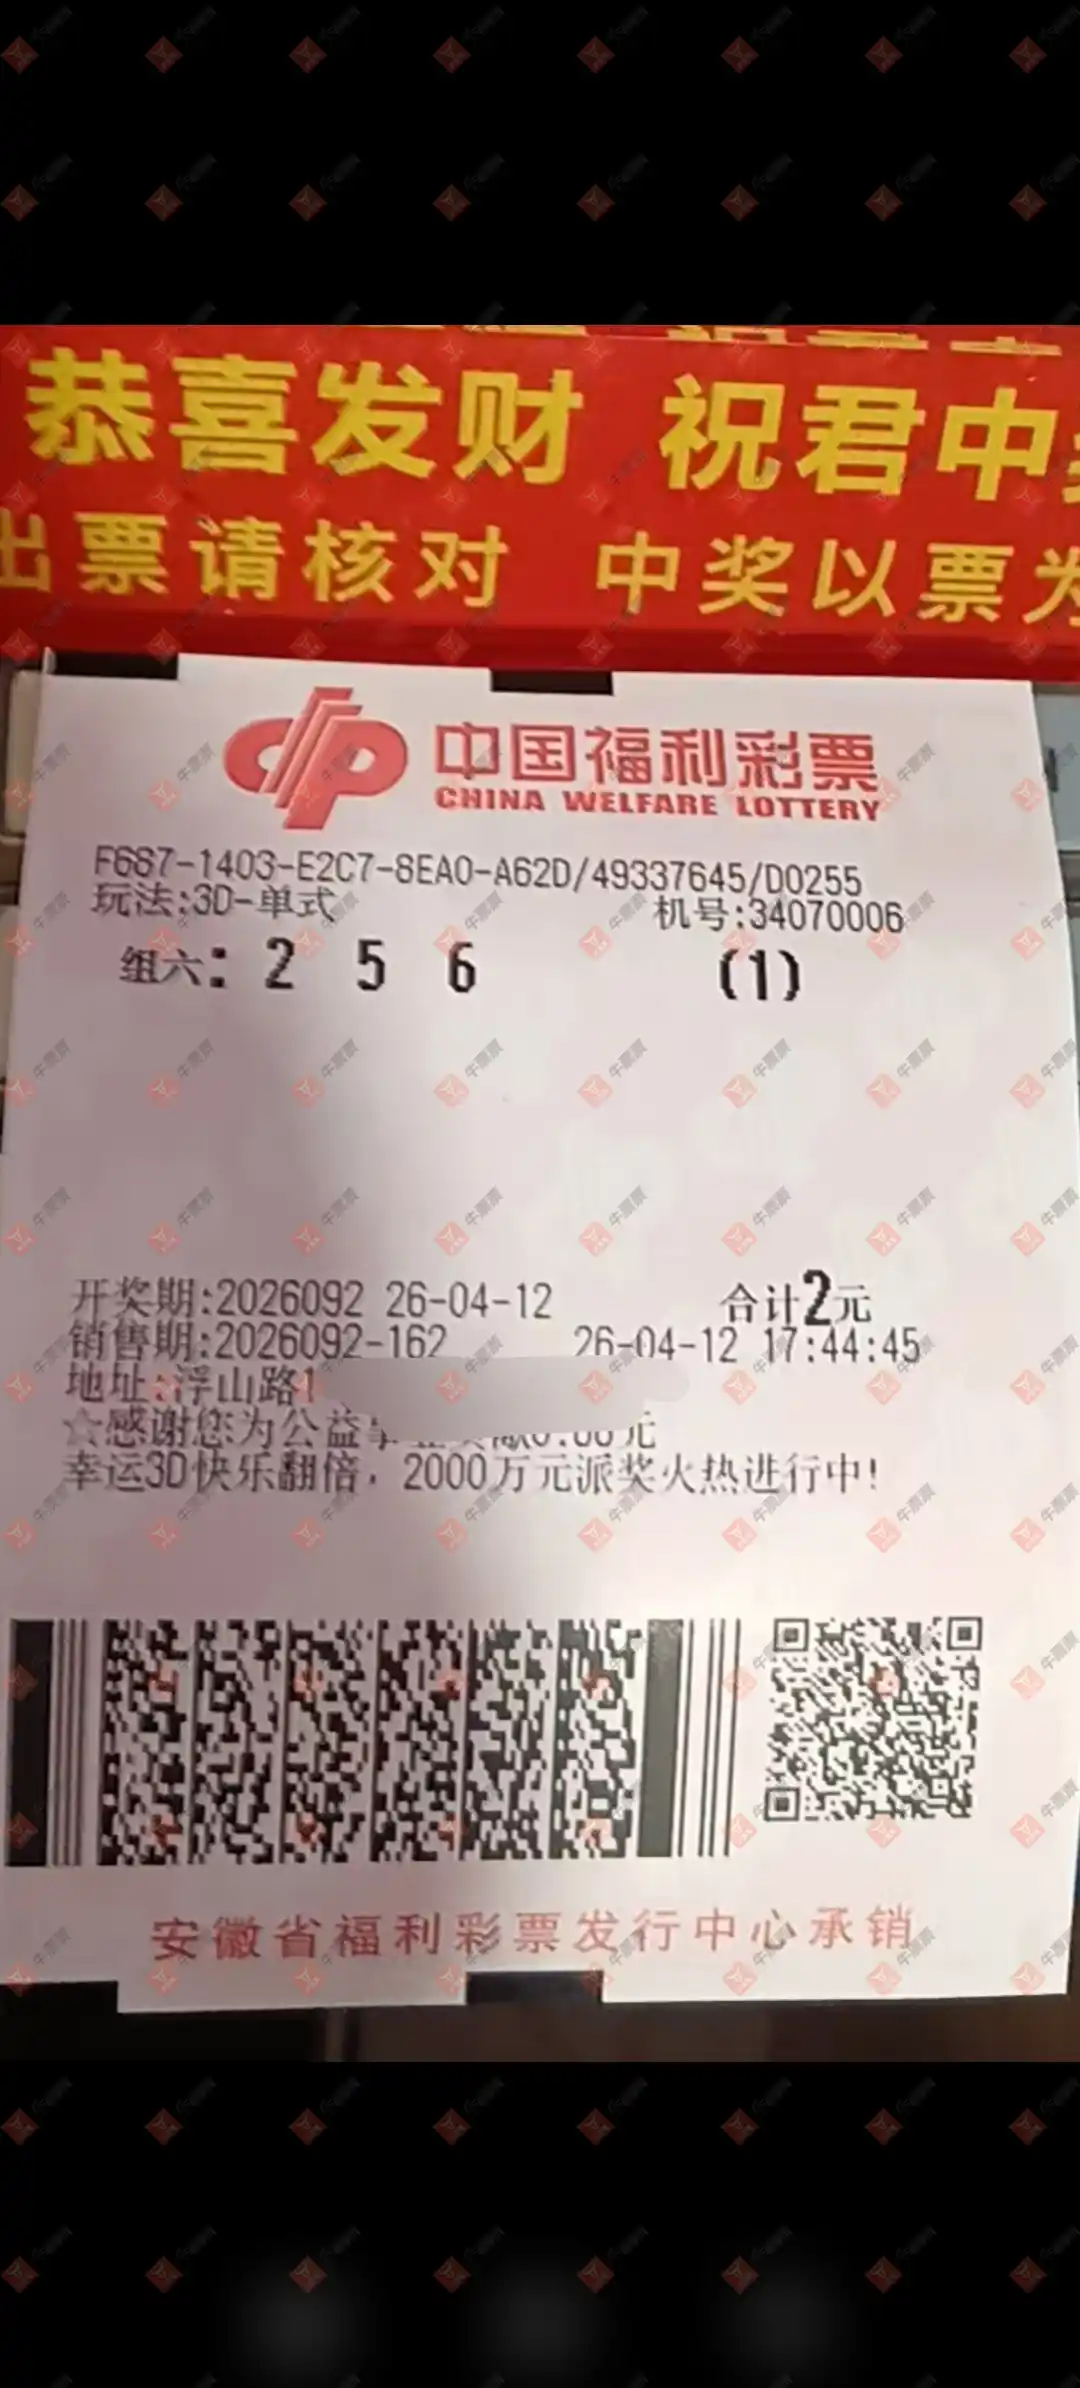 恭喜发财 祝君中
出票请核对 中奖以票为
中国福利彩票
CHINA WELFARE LOTTERY
F687-1403-E2C7-8EA0-A62D/49337645/D0255
玩法:3D-单式 机号:34070006
组六: 2 5 6 (1)
开奖期:2026092 26-04-12 合计2元
销售期:2026092-162 26-04-12 17:44:45
地址:浮山路1
☆感谢您为公益 元
幸运3D快乐翻倍，2000万元派奖火热进行中!
安徽省福利彩票发行中心承销
牛票票